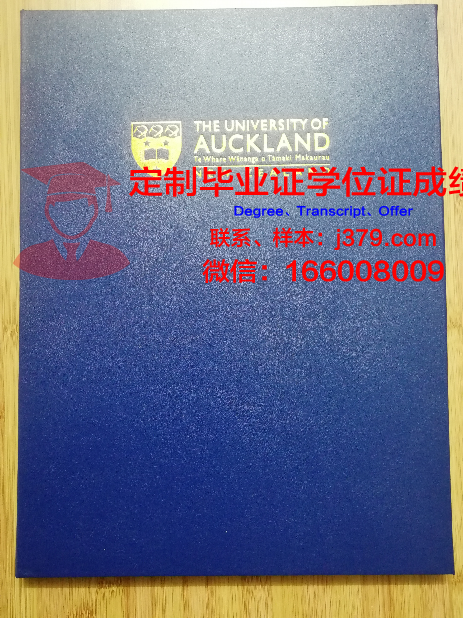 THE UNIVERSITY OF
AUCKLAND
Te Whare Wānanga o Tāmaki Makaurau
定制毕业证学位证成绩
Degree、Transcript、Offer
联系、样本：j379.com
微信：166008009